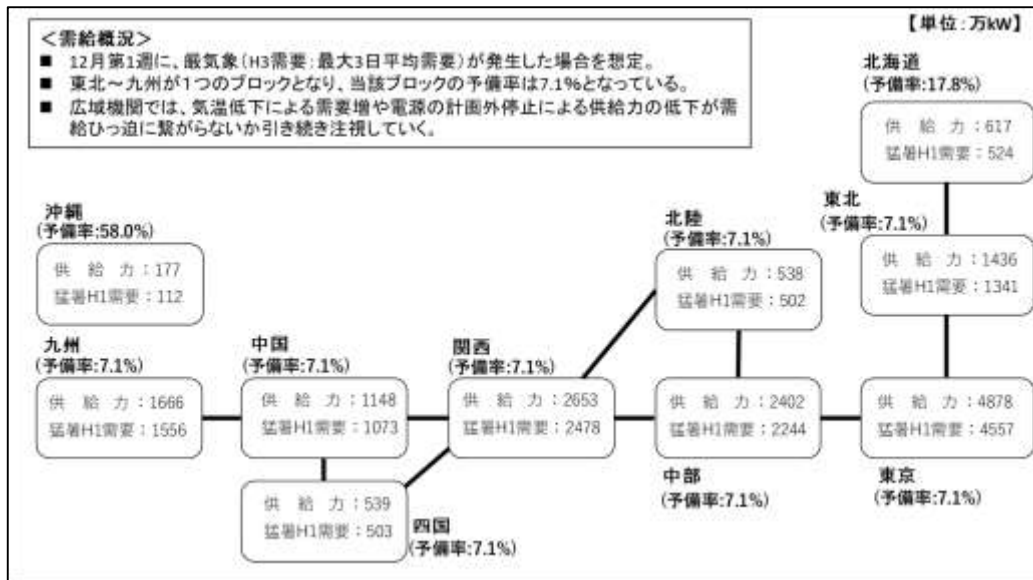 【単位：万kW】
＜需給概況＞
■ 12月第1週に、厳気象（H3需要：最大3日平均需要）が発生した場合を想定。
■ 東北～九州が1つのブロックとなり、当該ブロックの予備率は7.1%となっている。
■ 広域機関では、気温低下による需要増や電源の計画外停止による供給力の低下が需
給ひっ迫に繋がらないか引き続き注視していく。
北海道
(予備率:17.8%)
供 給 力：617
猛暑H1需要：524
東北
(予備率:7.1%)
供 給 力：1436
猛暑H1需要：1341
北陸
(予備率:7.1%)
供 給 力：538
猛暑H1需要：502
沖縄
(予備率:58.0%)
供 給 力：177
猛暑H1需要：112
九州
(予備率:7.1%)
供 給 力：1666
猛暑H1需要：1556
中国
(予備率:7.1%)
供 給 力：1148
猛暑H1需要：1073
関西
(予備率:7.1%)
供 給 力：2653
猛暑H1需要：2478
供 給 力：2402
猛暑H1需要：2244
中部
(予備率:7.1%)
供 給 力：4878
猛暑H1需要：4557
東京
(予備率:7.1%)
供 給 力：539
猛暑H1需要：503
四国
(予備率:7.1%)